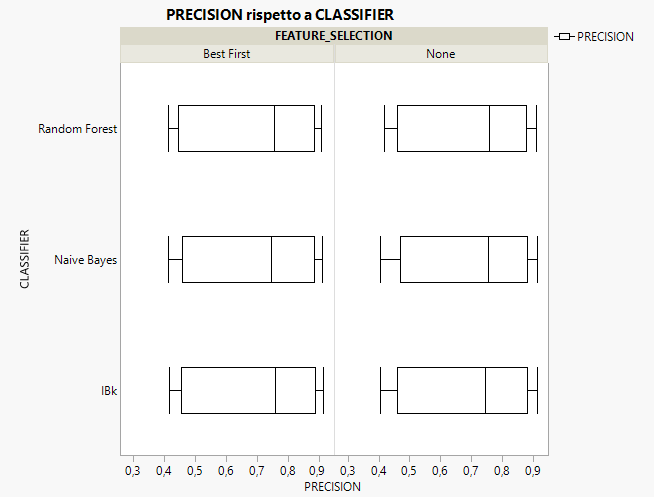 PRECISION rispetto a CLASSIFIER
FEATURE_SELECTION
Best First None
PRECISION
Random Forest
Naive Bayes
IBk
CLASSIFIER
0,3 0,4 0,5 0,6 0,7 0,8 0,9 0,3 0,4 0,5 0,6 0,7 0,8 0,9
PRECISION